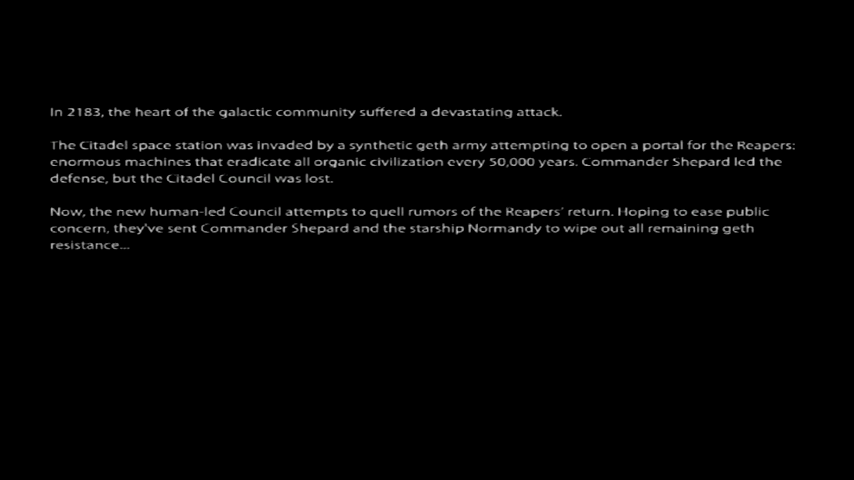 In 2183, the heart of the galactic community suffered a devastating attack.
The Citadel space station was invaded by a synthetic geth army attempting to open a portal for the Reapers:
enormous machines that eradicate all organic civilization every 50,000 years. Commander Shepard led the
defense, but the Citadel Council was lost.
Now, the new human-led Council attempts to quell rumors of the Reapers' return. Hoping to ease public
concern, they've sent Commander Shepard and the starship Normandy to wipe out all remaining geth
resistance...